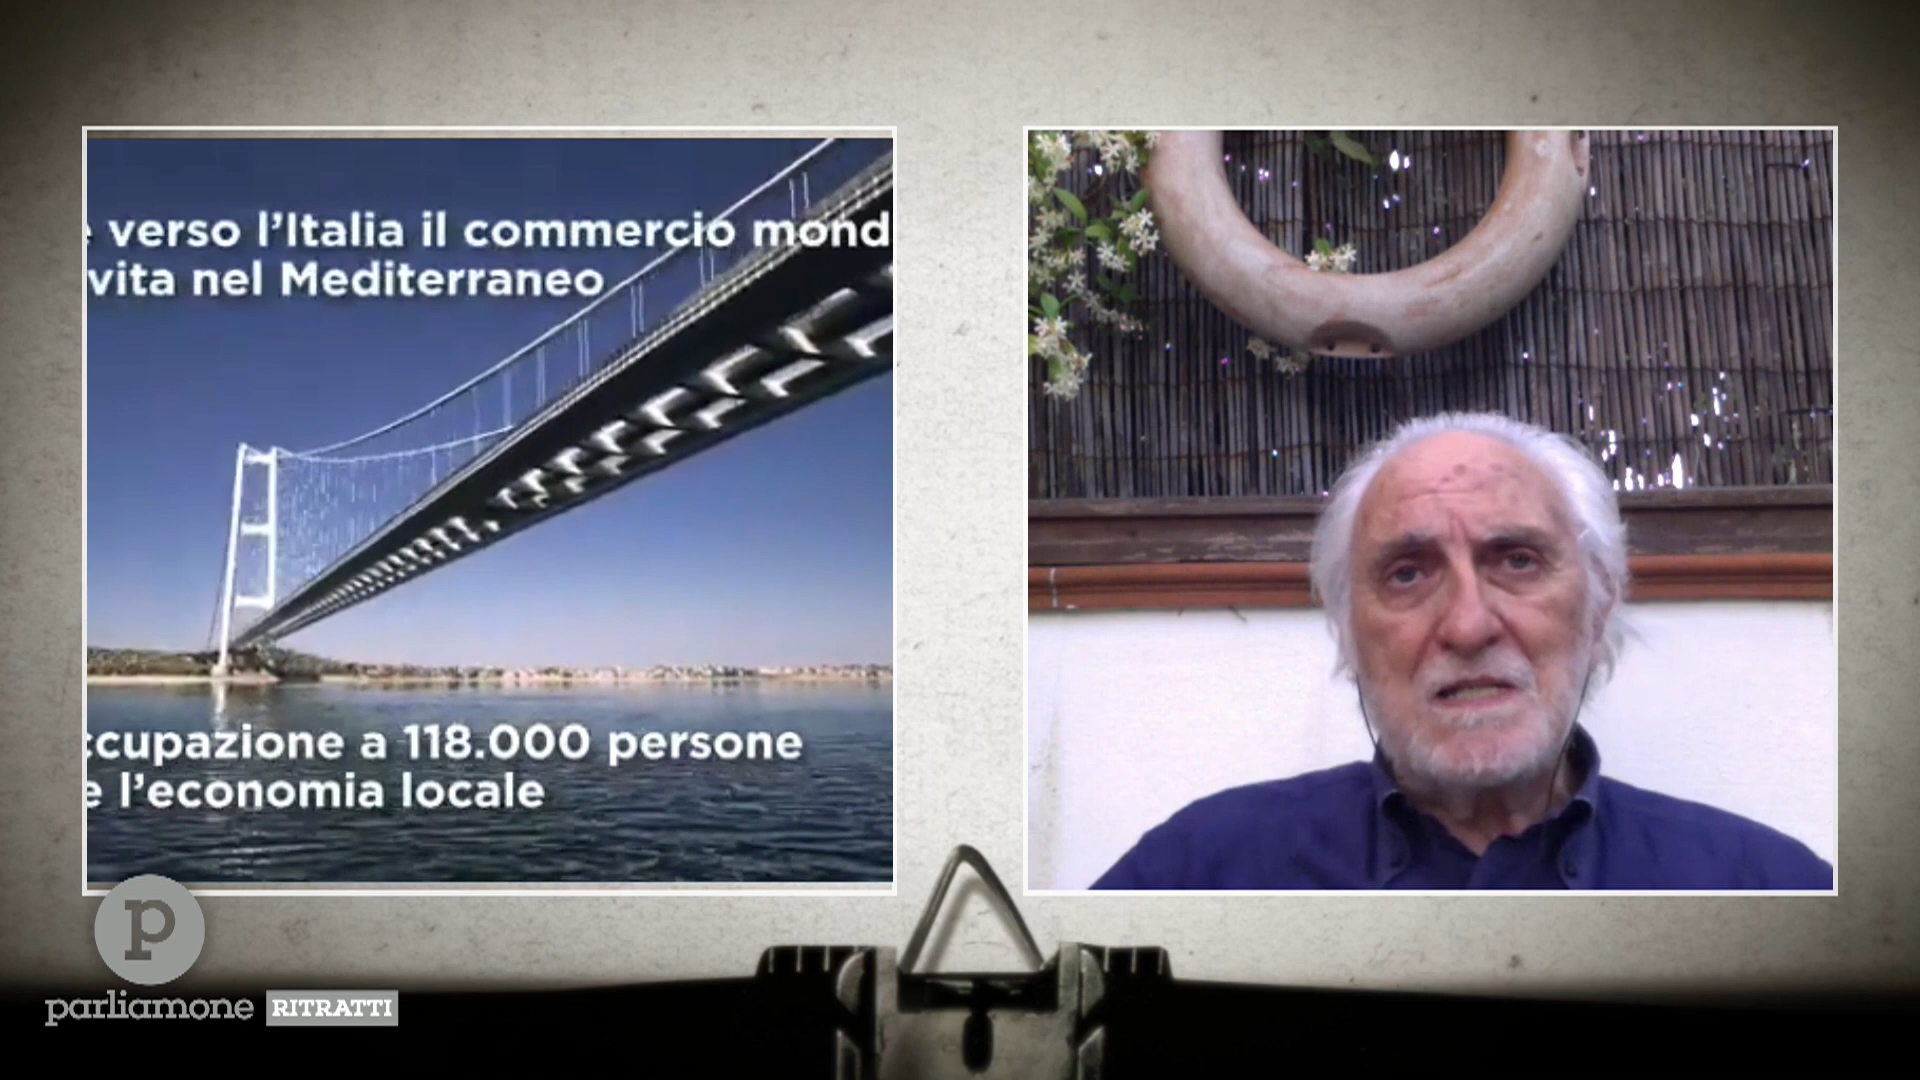 verso l'Italia il commercio mond
vita nel Mediterraneo
ccupazione a 118.000 persone
e l'economia locale
p
parliamone RITRATTI